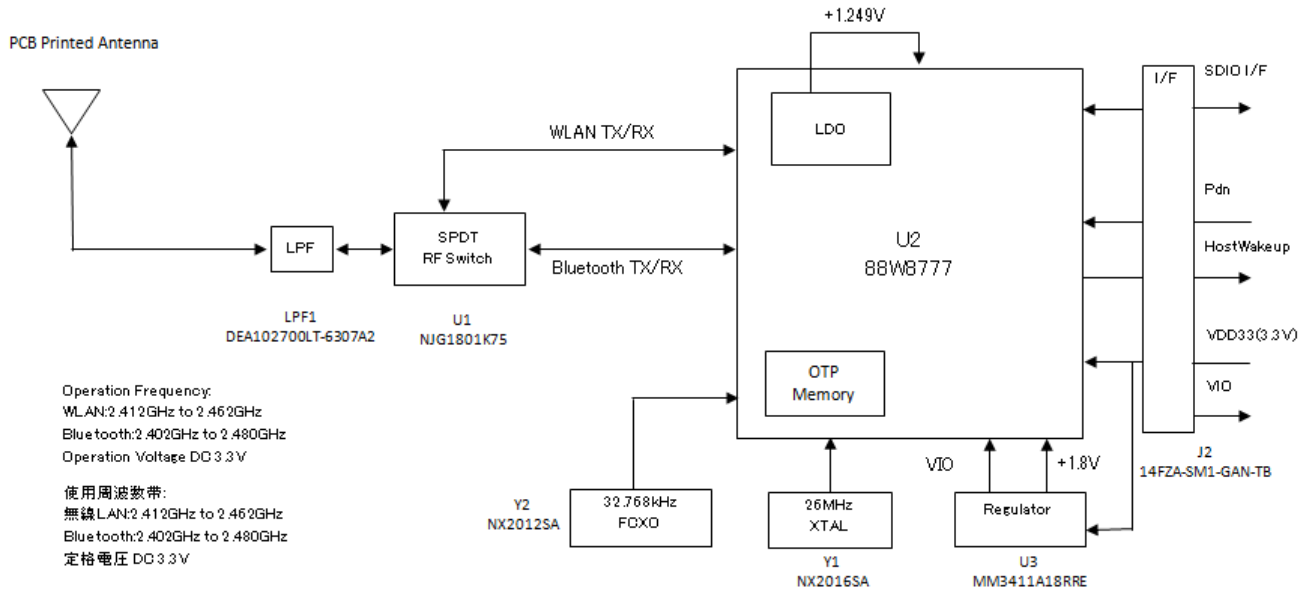 +1.249V
PCB Printed Antenna
I/F
SDIO I/F
LDO
WLAN TX/RX
Pdn
U2
88W8777
HostWakeup
LPF
SPDT
RF Switch
Bluetooth TX/RX
LPF1
DEA102700LT-6307A2
U1
NJG1801K75
VDD33(3.3V)
OTP
Memory
VIO
Operation Frequency:
WLAN:2.412GHz to 2.462GHz
Bluetooth:2.402GHz to 2.480GHz
Operation Voltage DC3.3V
J2
14FZA-SM1-GAN-TB
VIO
+1.8V
使用周波数帯:
無線LAN:2.412GHz to 2.462GHz
Bluetooth:2.402GHz to 2.480GHz
定格電圧 DC3.3V
Y2
NX2012SA
32.768kHz
FCXO
26MHz
XTAL
Regulator
Y1
NX2016SA
U3
MM3411A18RRE